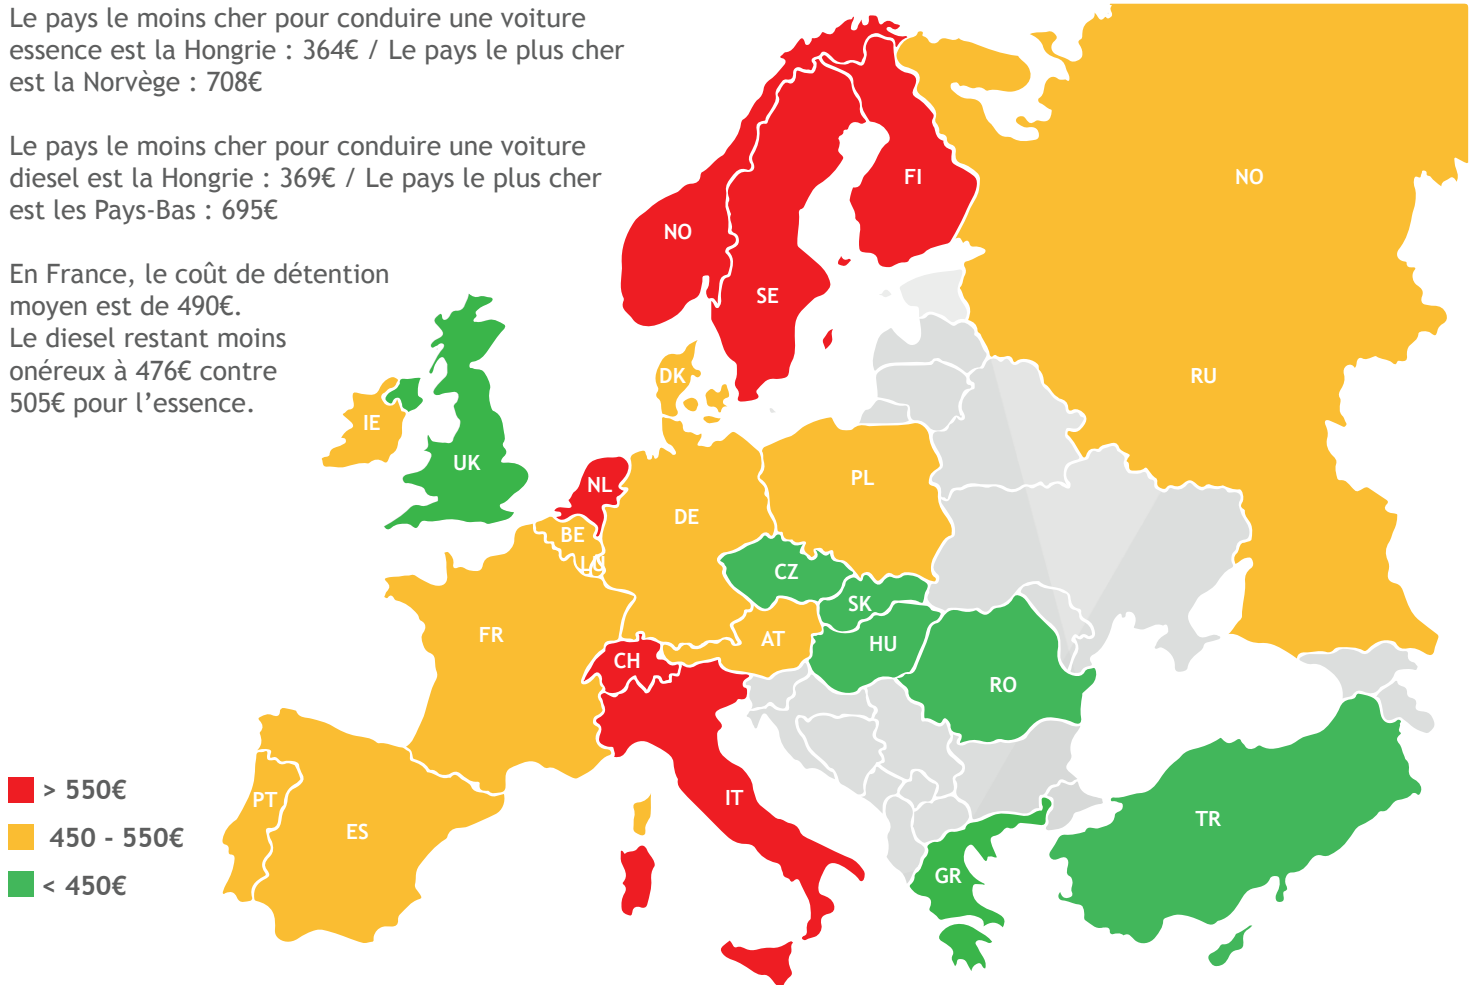 Le pays le moins cher pour conduire une voiture
essence est la Hongrie : 364€ / Le pays le plus cher
est la Norvège : 708€
Le pays le moins cher pour conduire une voiture
diesel est la Hongrie : 369€ / Le pays le plus cher
est les Pays-Bas : 695€
En France, le coût de détention
moyen est de 490€.
Le diesel restant moins
onéreux à 476€ contre
505€ pour l’essence.
NO
FI
NO
SE
RU
DK
IE
UK
NL
PL
DE
BE
LU
CZ
SK
FR
AT
HU
CH
RO
IT
PT
ES
TR
GR
> 550€
450 - 550€
< 450€